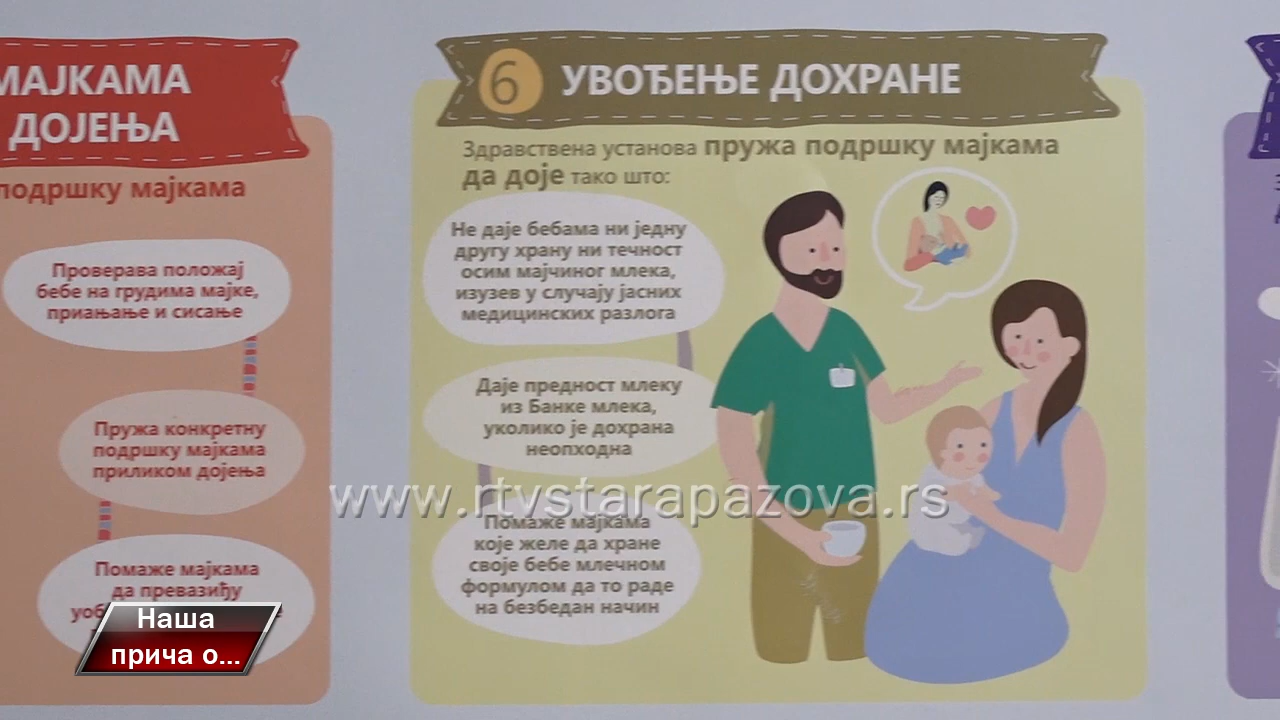 МАЈКАМА
ДОЈЕЊА
подршку мајкама
Проверава положај
бебе на грудима мајке,
приањање и сисање
Пружа конкретну
подршку мајкама
приликом дојења
Помаже мајкама
да превазиђу
6 УВОЂЕЊЕ ДОХРАНЕ
Здравствена установа пружа подршку мајкама
да доје тако што:
Не даје бебама ни једну
другу храну ни течност
осим мајчиног млека,
изузев у случају јасних
медицинских разлога
Даје предност млеку
из Банке млека,
уколико је дохрана
неопходна
Помаже мајкама
које желе да хране
своје бебе млечном
формулом да то раде
на безбедан начин
www.rtvstarapazova.rs
Наша
прича о...